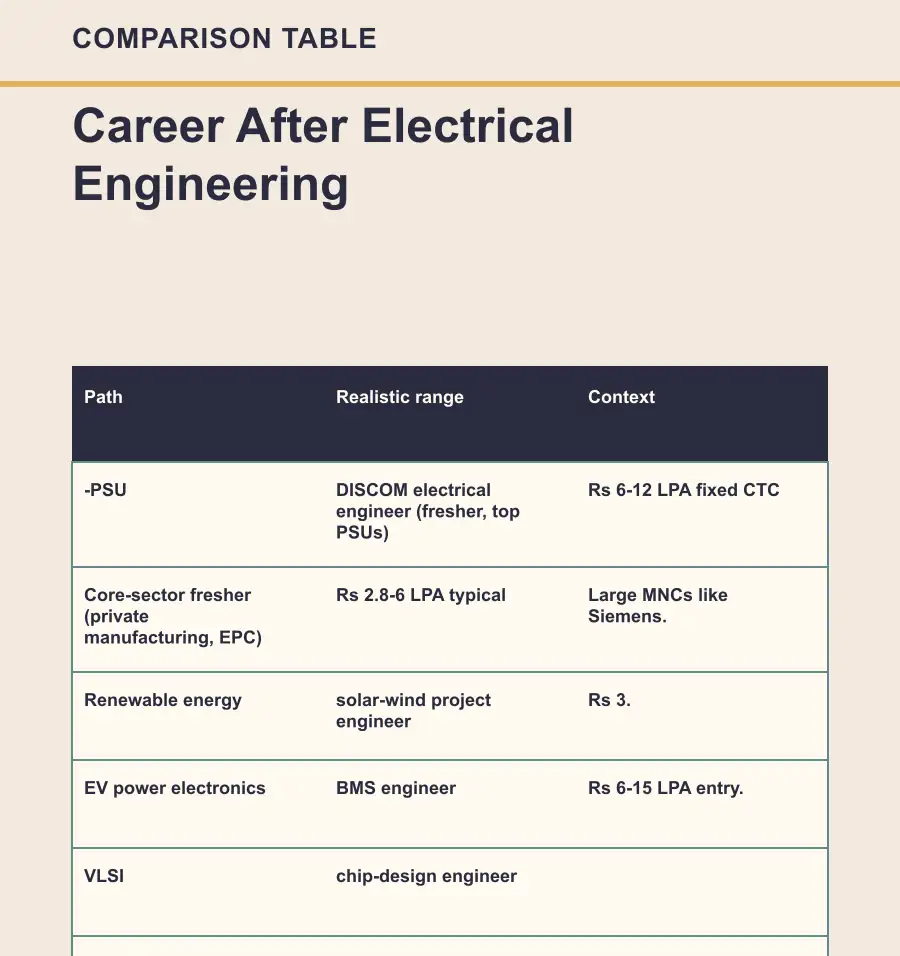 COMPARISON TABLE
Career After Electrical
Engineering
Path
Realistic range
Context
-PSU
DISCOM electrical
engineer (fresher, top
PSUs)
Rs 6-12 LPA fixed CTC
Core-sector fresher
(private
manufacturing, EPC)
Rs 2.8-6 LPA typical
Large MNCs like
Siemens.
Renewable energy
solar-wind project
engineer
Rs 3.
EV power electronics
BMS engineer
Rs 6-15 LPA entry.
VLSI
chip-design engineer